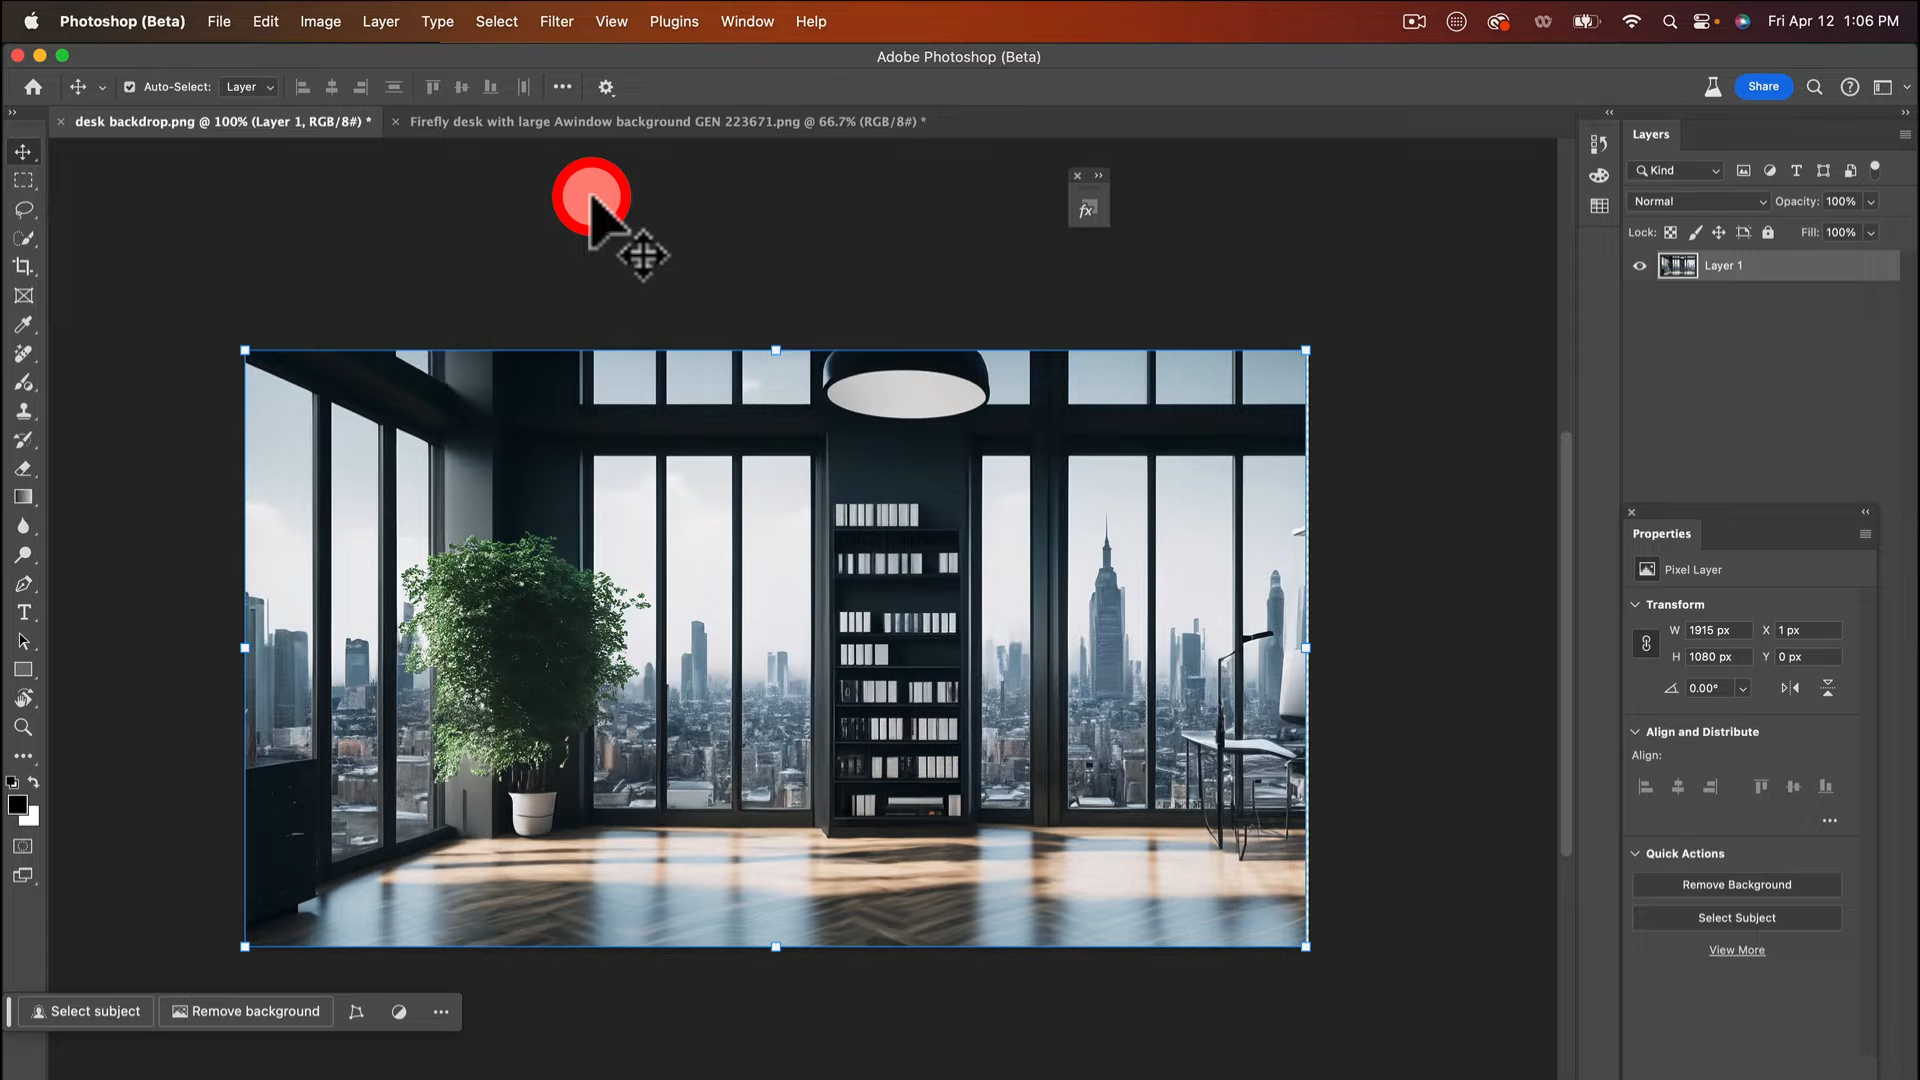 Photoshop (Beta) File Edit Image Layer Type Select Filter View Plugins Window Help Fri Apr 12 1:06 PM
Adobe Photoshop (Beta)
Auto-Select: Layer Share
desk backdrop.png @ 100% (Layer 1, RGB/8#) * Firefly desk with large Awindow background GEN 223671.png @ 66.7% (RGB/8#) *
Layers
Kind
fx
Normal Opacity: 100%
Lock: Fill: 100%
Layer 1
Properties
Pixel Layer
Transform
W 1915 px X 1 px
H 1080 px Y 0 px
0.00°
Align and Distribute
Align:
Quick Actions
Remove Background
Select Subject
View More
Select subject Remove background